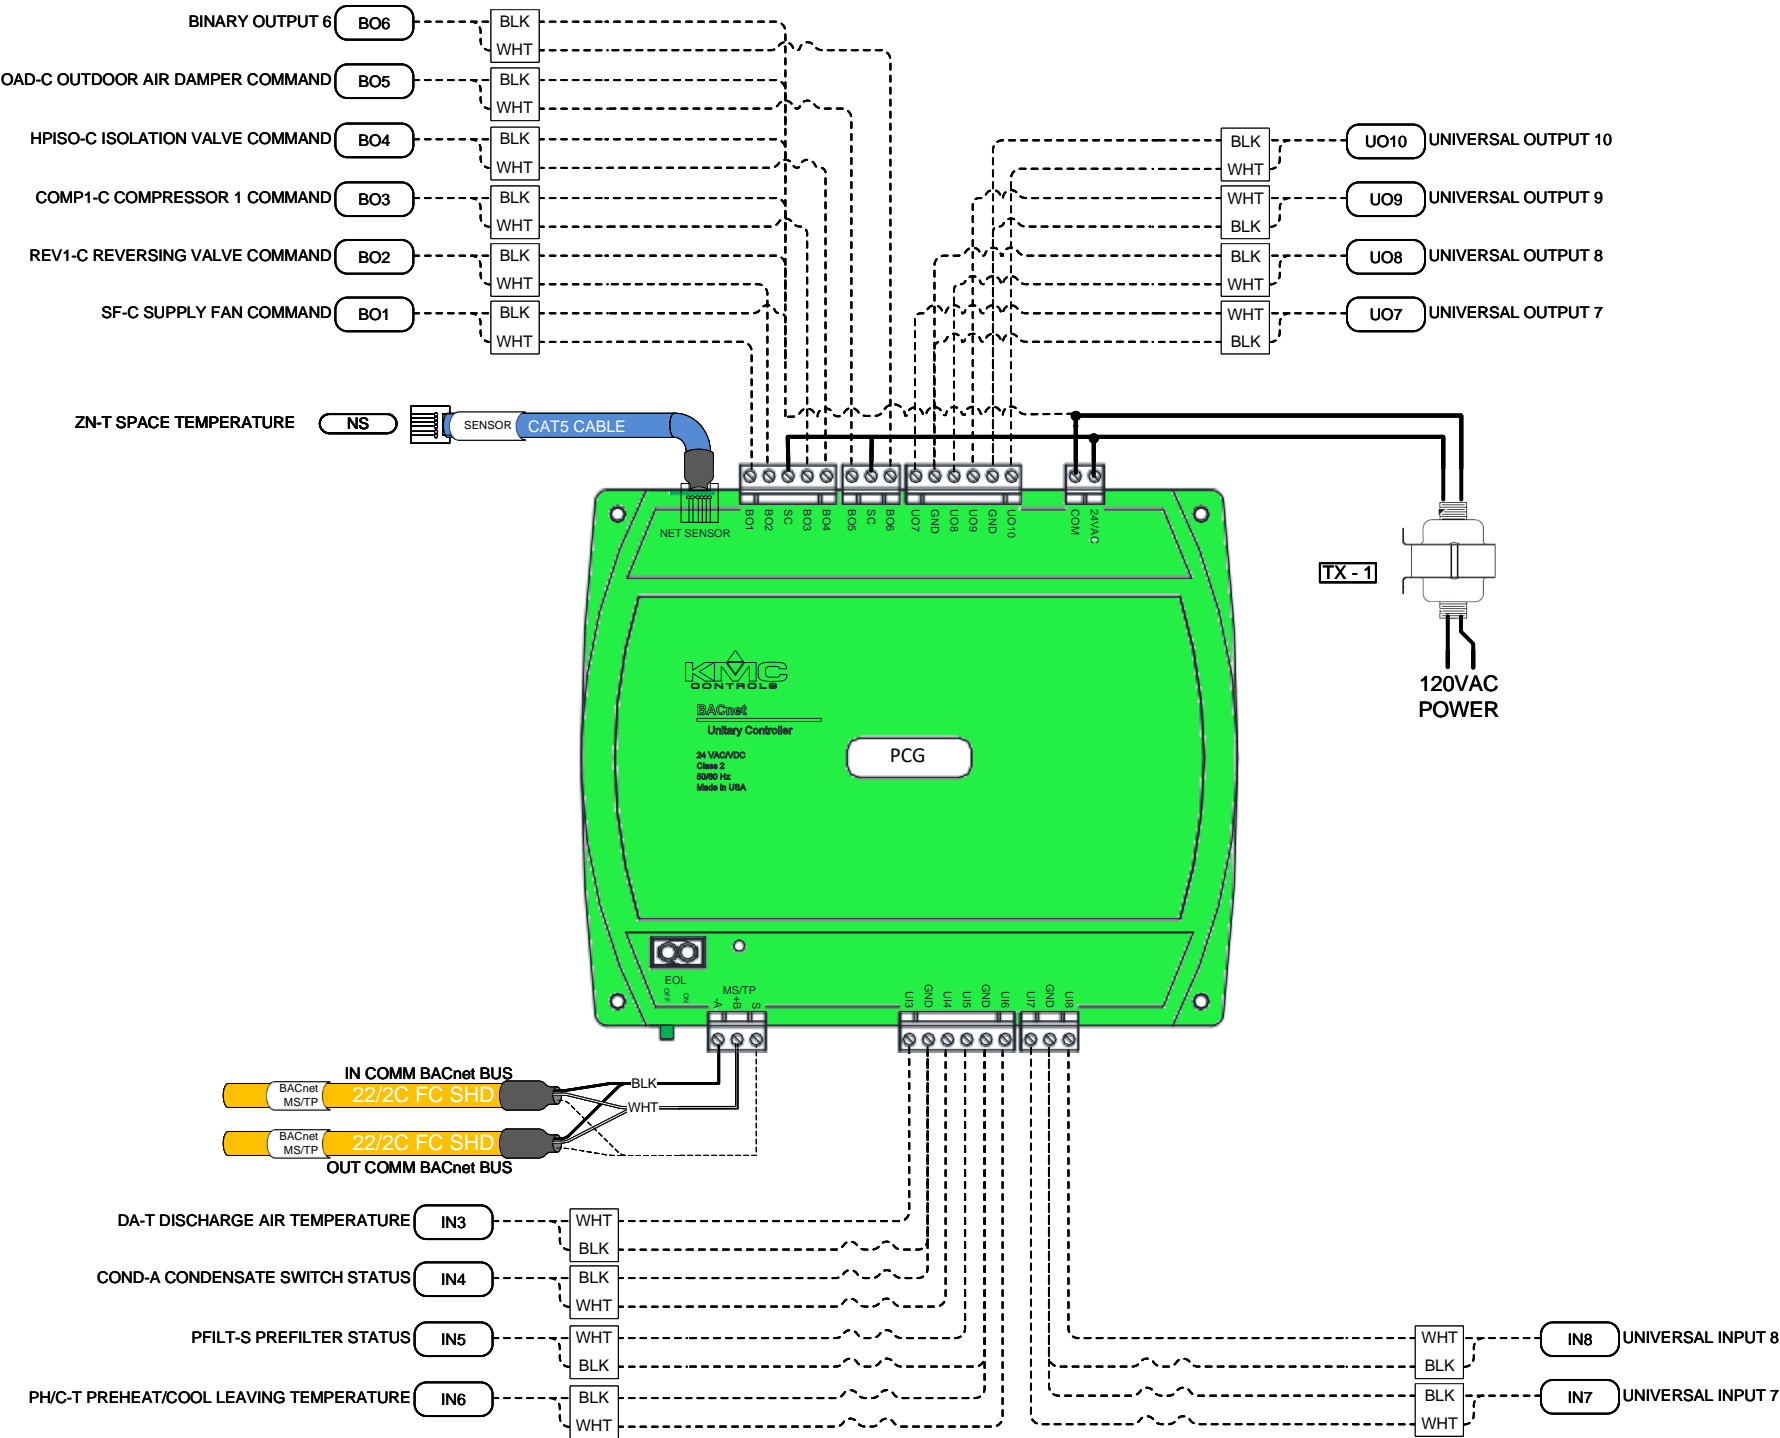 BINARY OUTPUT 6 BO6 BLK
WHT
OAD-C OUTDOOR AIR DAMPER COMMAND BO5 BLK
WHT
HPISO-C ISOLATION VALVE COMMAND BO4 BLK
WHT
COMP1-C COMPRESSOR 1 COMMAND BO3 BLK
WHT
REV1-C REVERSING VALVE COMMAND BO2 BLK
WHT
SF-C SUPPLY FAN COMMAND BO1 BLK
WHT
BLK UO10 UNIVERSAL OUTPUT 10
WHT
WHT UO9 UNIVERSAL OUTPUT 9
BLK
BLK UO8 UNIVERSAL OUTPUT 8
WHT
WHT UO7 UNIVERSAL OUTPUT 7
BLK
ZN-T SPACE TEMPERATURE NS SENSOR CAT5 CABLE
NET SENSOR
BO1 BO2 SC BO3 BO4 BO5 SC BO6 UO7 GND UO8 UO9 GND UO10 COM 24VAC
TX - 1
120VAC
POWER
KMC
CONTROLS
BACnet
Unitary Controller
24 VAC/VDC
Class 2
50/60 Hz
Made in USA
PCG
EOL
OFF ON
MS/TP
-A +B S
UI3 GND UI4 UI5 GND UI6 UI7 GND UI8
IN COMM BACnet BUS
BACnet
MS/TP
22/2C FC SHD
BLK
WHT
BACnet
MS/TP
22/2C FC SHD
OUT COMM BACnet BUS
DA-T DISCHARGE AIR TEMPERATURE IN3 WHT
BLK
COND-A CONDENSATE SWITCH STATUS IN4 BLK
WHT
PFILT-S PREFILTER STATUS IN5 WHT
BLK
PH/C-T PREHEAT/COOL LEAVING TEMPERATURE IN6 BLK
WHT
WHT IN8 UNIVERSAL INPUT 8
BLK
BLK IN7 UNIVERSAL INPUT 7
WHT